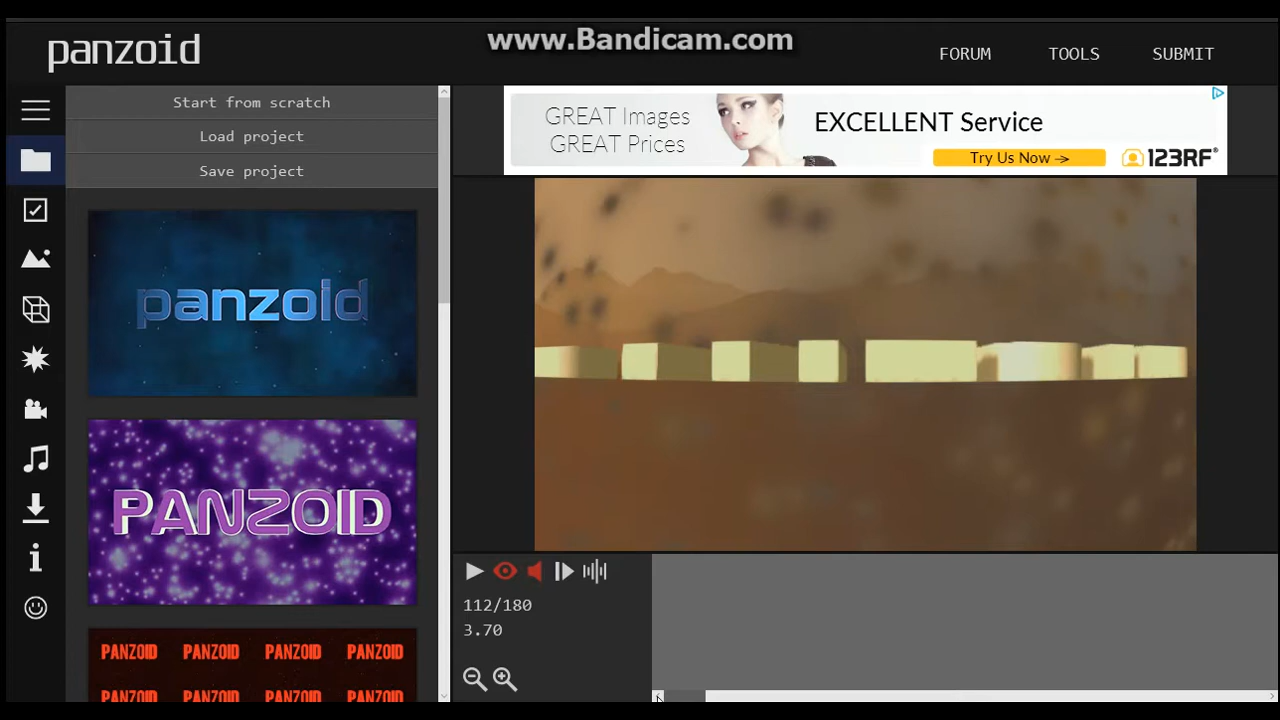 panzoid
www.Bandicam.com
FORUM TOOLS SUBMIT
Start from scratch
Load project
Save project
GREAT Images
GREAT Prices
EXCELLENT Service
Try Us Now →
123RF®
panzoid
PANZOID
PANZOID PANZOID PANZOID PANZOID
PANZOID PANZOID PANZOID PANZOID
112/180
3.70